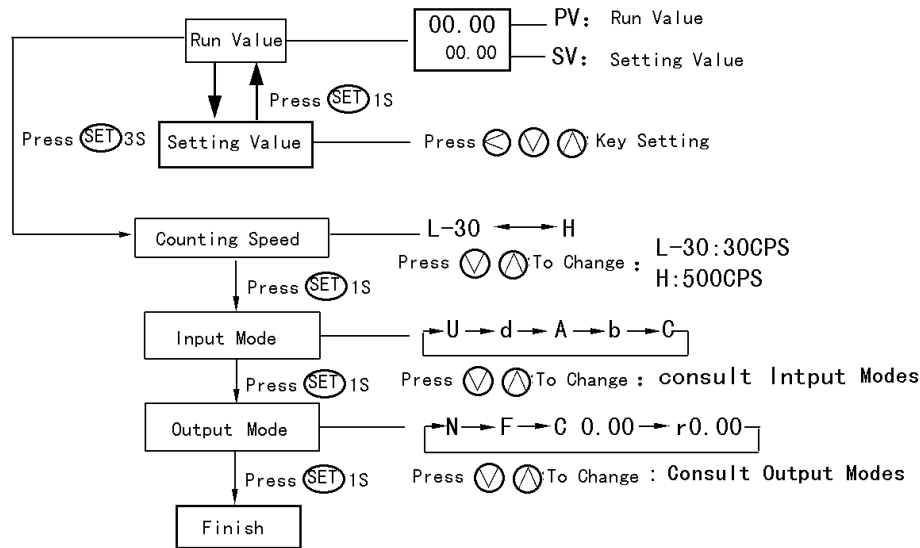 Run Value
00.00
00.00
PV: Run Value
SV: Setting Value
Press SET 1S
Press SET 3S
Setting Value
Press < ∨ ∧: Key Setting
Counting Speed
L-30 ↔ H
Press ∨ ∧:To Change : L-30:30CPS
H:500CPS
Press SET 1S
Input Mode
U → d → A → b → C
Press SET 1S
Press ∨ ∧:To Change : consult Intput Modes
Output Mode
N → F → C 0.00 → r0.00
Press SET 1S
Press ∨ ∧:To Change : Consult Output Modes
Finish